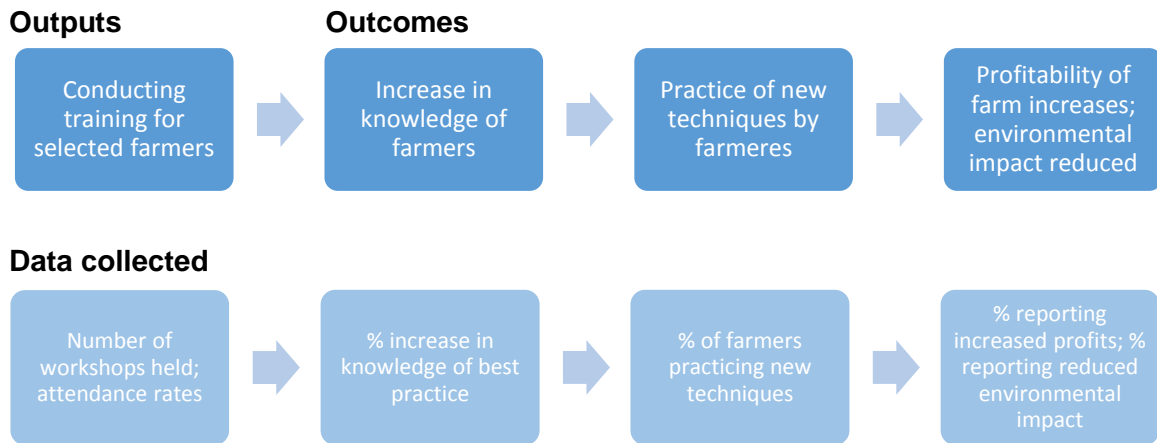 Outputs
Outcomes
Conducting
training for
selected farmers
Increase in
knowledge of
farmers
Practice of new
techniques by
farmeres
Profitability of
farm increases;
environmental
impact reduced
Data collected
Number of
workshops held;
attendance rates
% increase in
knowledge of best
practice
% of farmers
practicing new
techniques
% reporting
increased profits; %
reporting reduced
environmental
impact